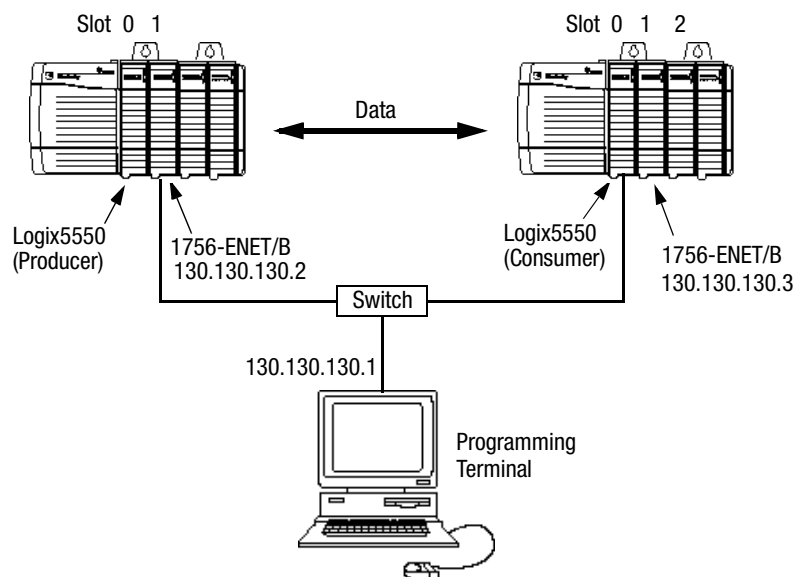 Slot 0 1
Slot 0 1 2
Data
Logix5550
(Producer)
1756-ENET/B
130.130.130.2
Logix5550
(Consumer)
1756-ENET/B
130.130.130.3
Switch
130.130.130.1
Programming
Terminal